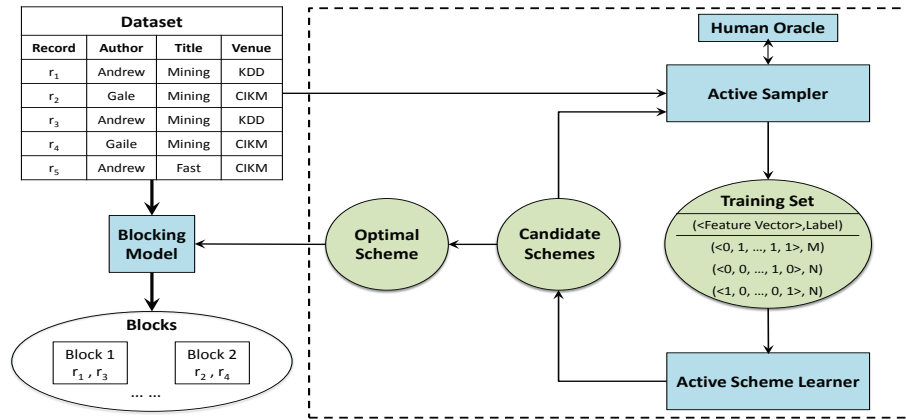 Dataset
Record Author Title Venue
r1 Andrew Mining KDD
r2 Gale Mining CIKM
r3 Andrew Mining KDD
r4 Gaile Mining CIKM
r5 Andrew Fast CIKM
Blocking
Model
Blocks
Block 1
r1 , r3
Block 2
r2 , r4
... ...
Optimal
Scheme
Candidate
Schemes
Human Oracle
Active Sampler
Training Set
(<Feature Vector>,Label)
(<0, 1, ..., 1, 1>, M)
(<0, 0, ..., 1, 0>, N)
(<1, 0, ..., 0, 1>, N)
Active Scheme Learner